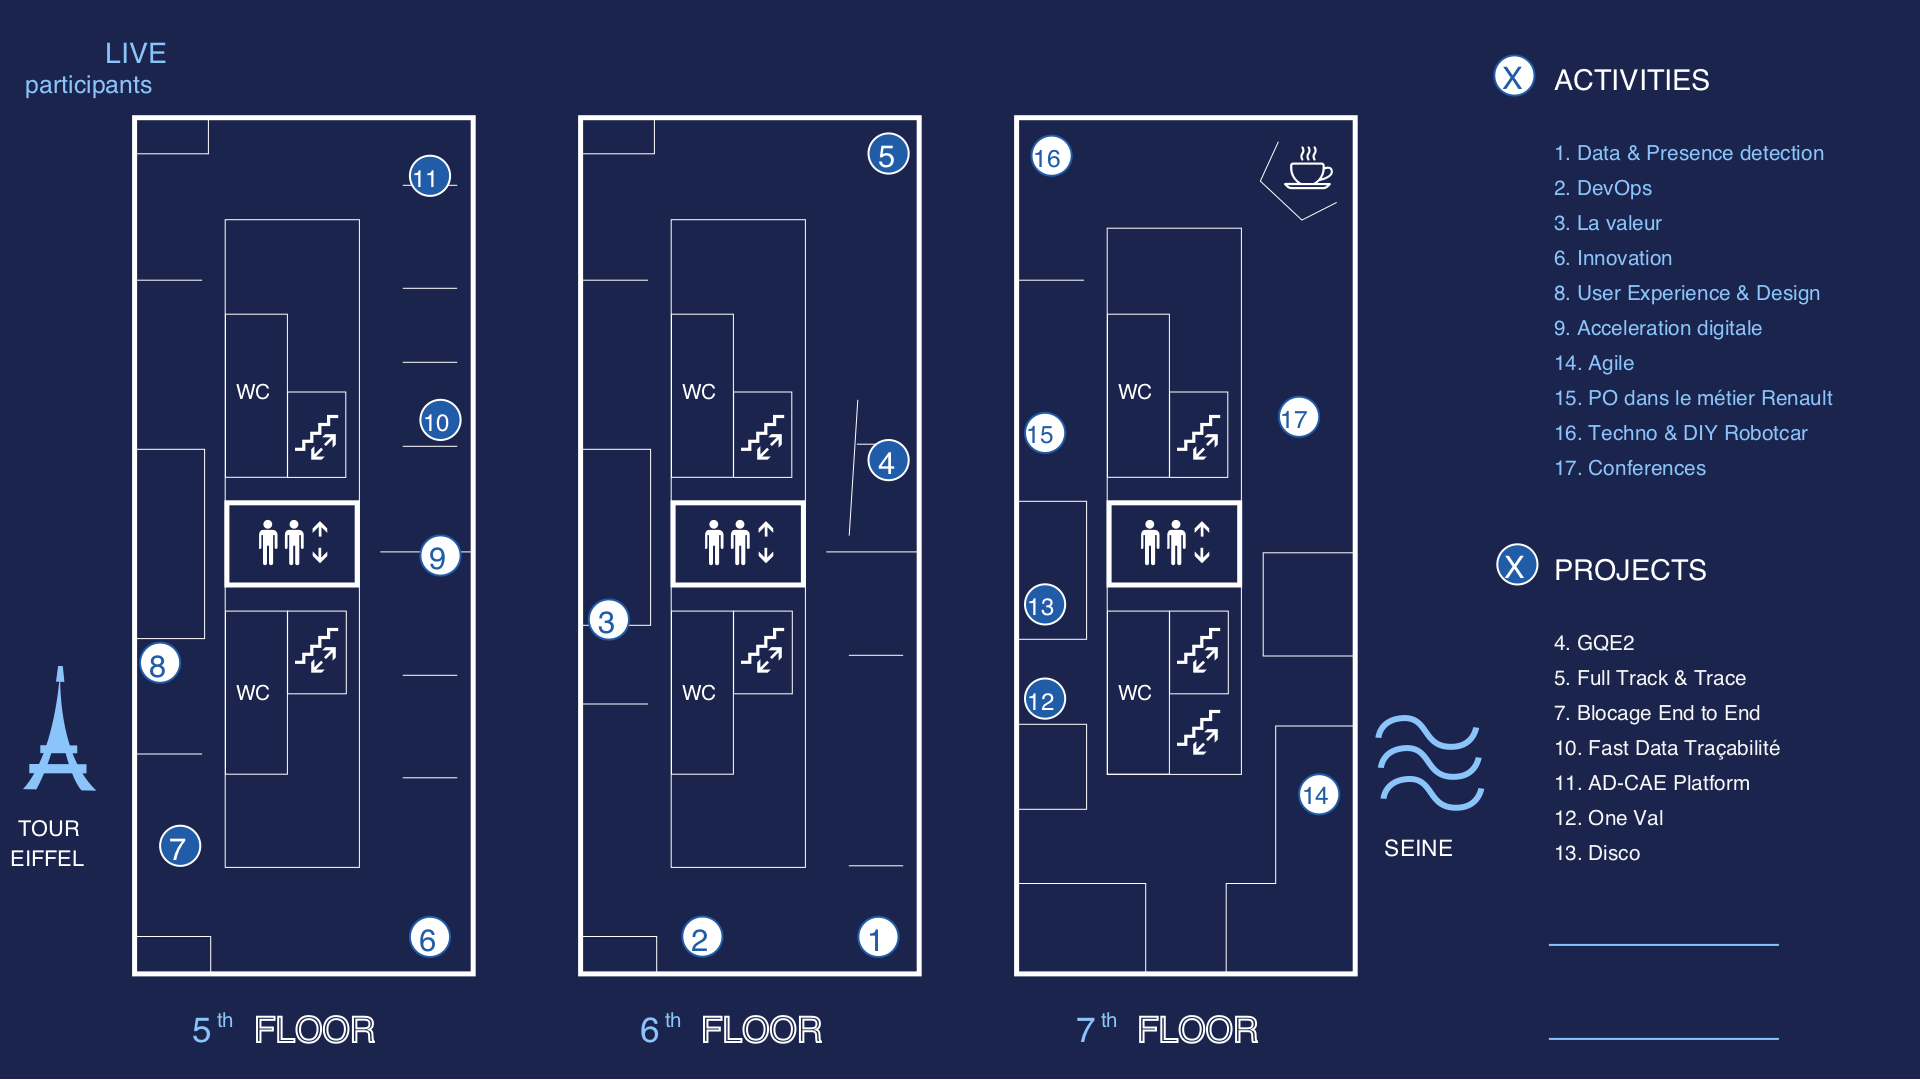 LIVE
participants
11
10
9
8
7
6
WC
WC
TOUR
EIFFEL
5th FLOOR
5
4
3
2
1
WC
WC
6th FLOOR
16
17
15
13
12
14
WC
WC
SEINE
7th FLOOR
X ACTIVITIES
1. Data & Presence detection
2. DevOps
3. La valeur
6. Innovation
8. User Experience & Design
9. Acceleration digitale
14. Agile
15. PO dans le métier Renault
16. Techno & DIY Robotcar
17. Conferences
X PROJECTS
4. GQE2
5. Full Track & Trace
7. Blocage End to End
10. Fast Data Traçabilité
11. AD-CAE Platform
12. One Val
13. Disco